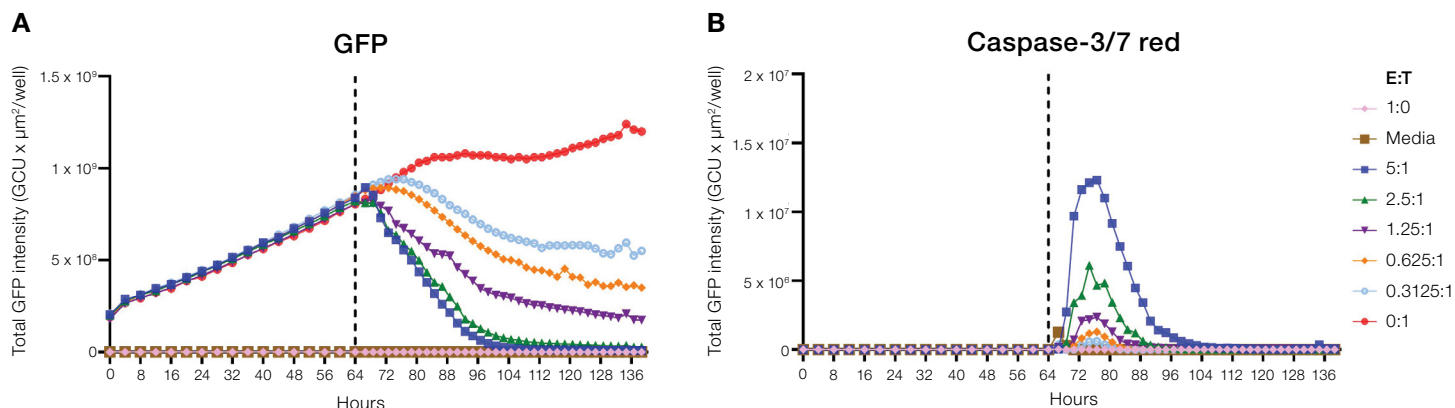 A
GFP
Total GFP intensity (GCU x µm²/well)
1.5 x 10⁹
1 x 10⁹
5 x 10⁸
0
0 8 16 24 32 40 48 56 64 72 80 88 96 104 112 120 128 136
Hours
B
Caspase-3/7 red
Total GFP intensity (GCU x µm²/well)
2 x 10⁷
1.5 x 10⁷
1 x 10⁷
5 x 10⁶
0
0 8 16 24 32 40 48 56 64 72 80 88 96 104 112 120 128 136
Hours
E:T
1:0
Media
5:1
2.5:1
1.25:1
0.625:1
0.3125:1
0:1